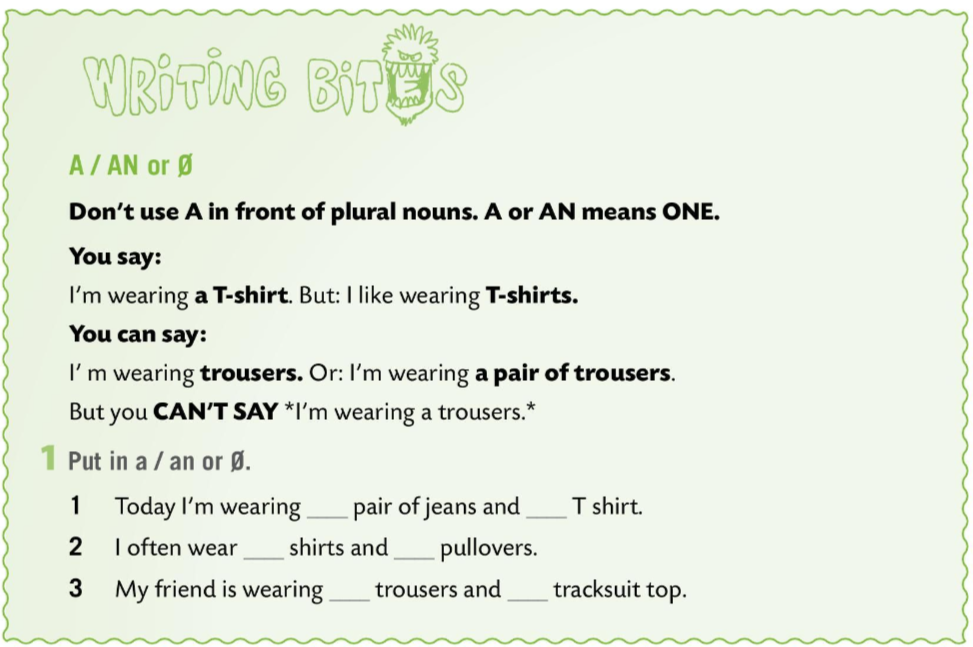 WRiTiNG BiTES
A / AN or Ø
Don't use A in front of plural nouns. A or AN means ONE.
You say:
I'm wearing a T-shirt. But: I like wearing T-shirts.
You can say:
I' m wearing trousers. Or: I'm wearing a pair of trousers.
But you CAN'T SAY *I'm wearing a trousers.*
1 Put in a / an or Ø.
1 Today I'm wearing ___ pair of jeans and ___ T shirt.
2 I often wear ___ shirts and ___ pullovers.
3 My friend is wearing ___ trousers and ___ tracksuit top.